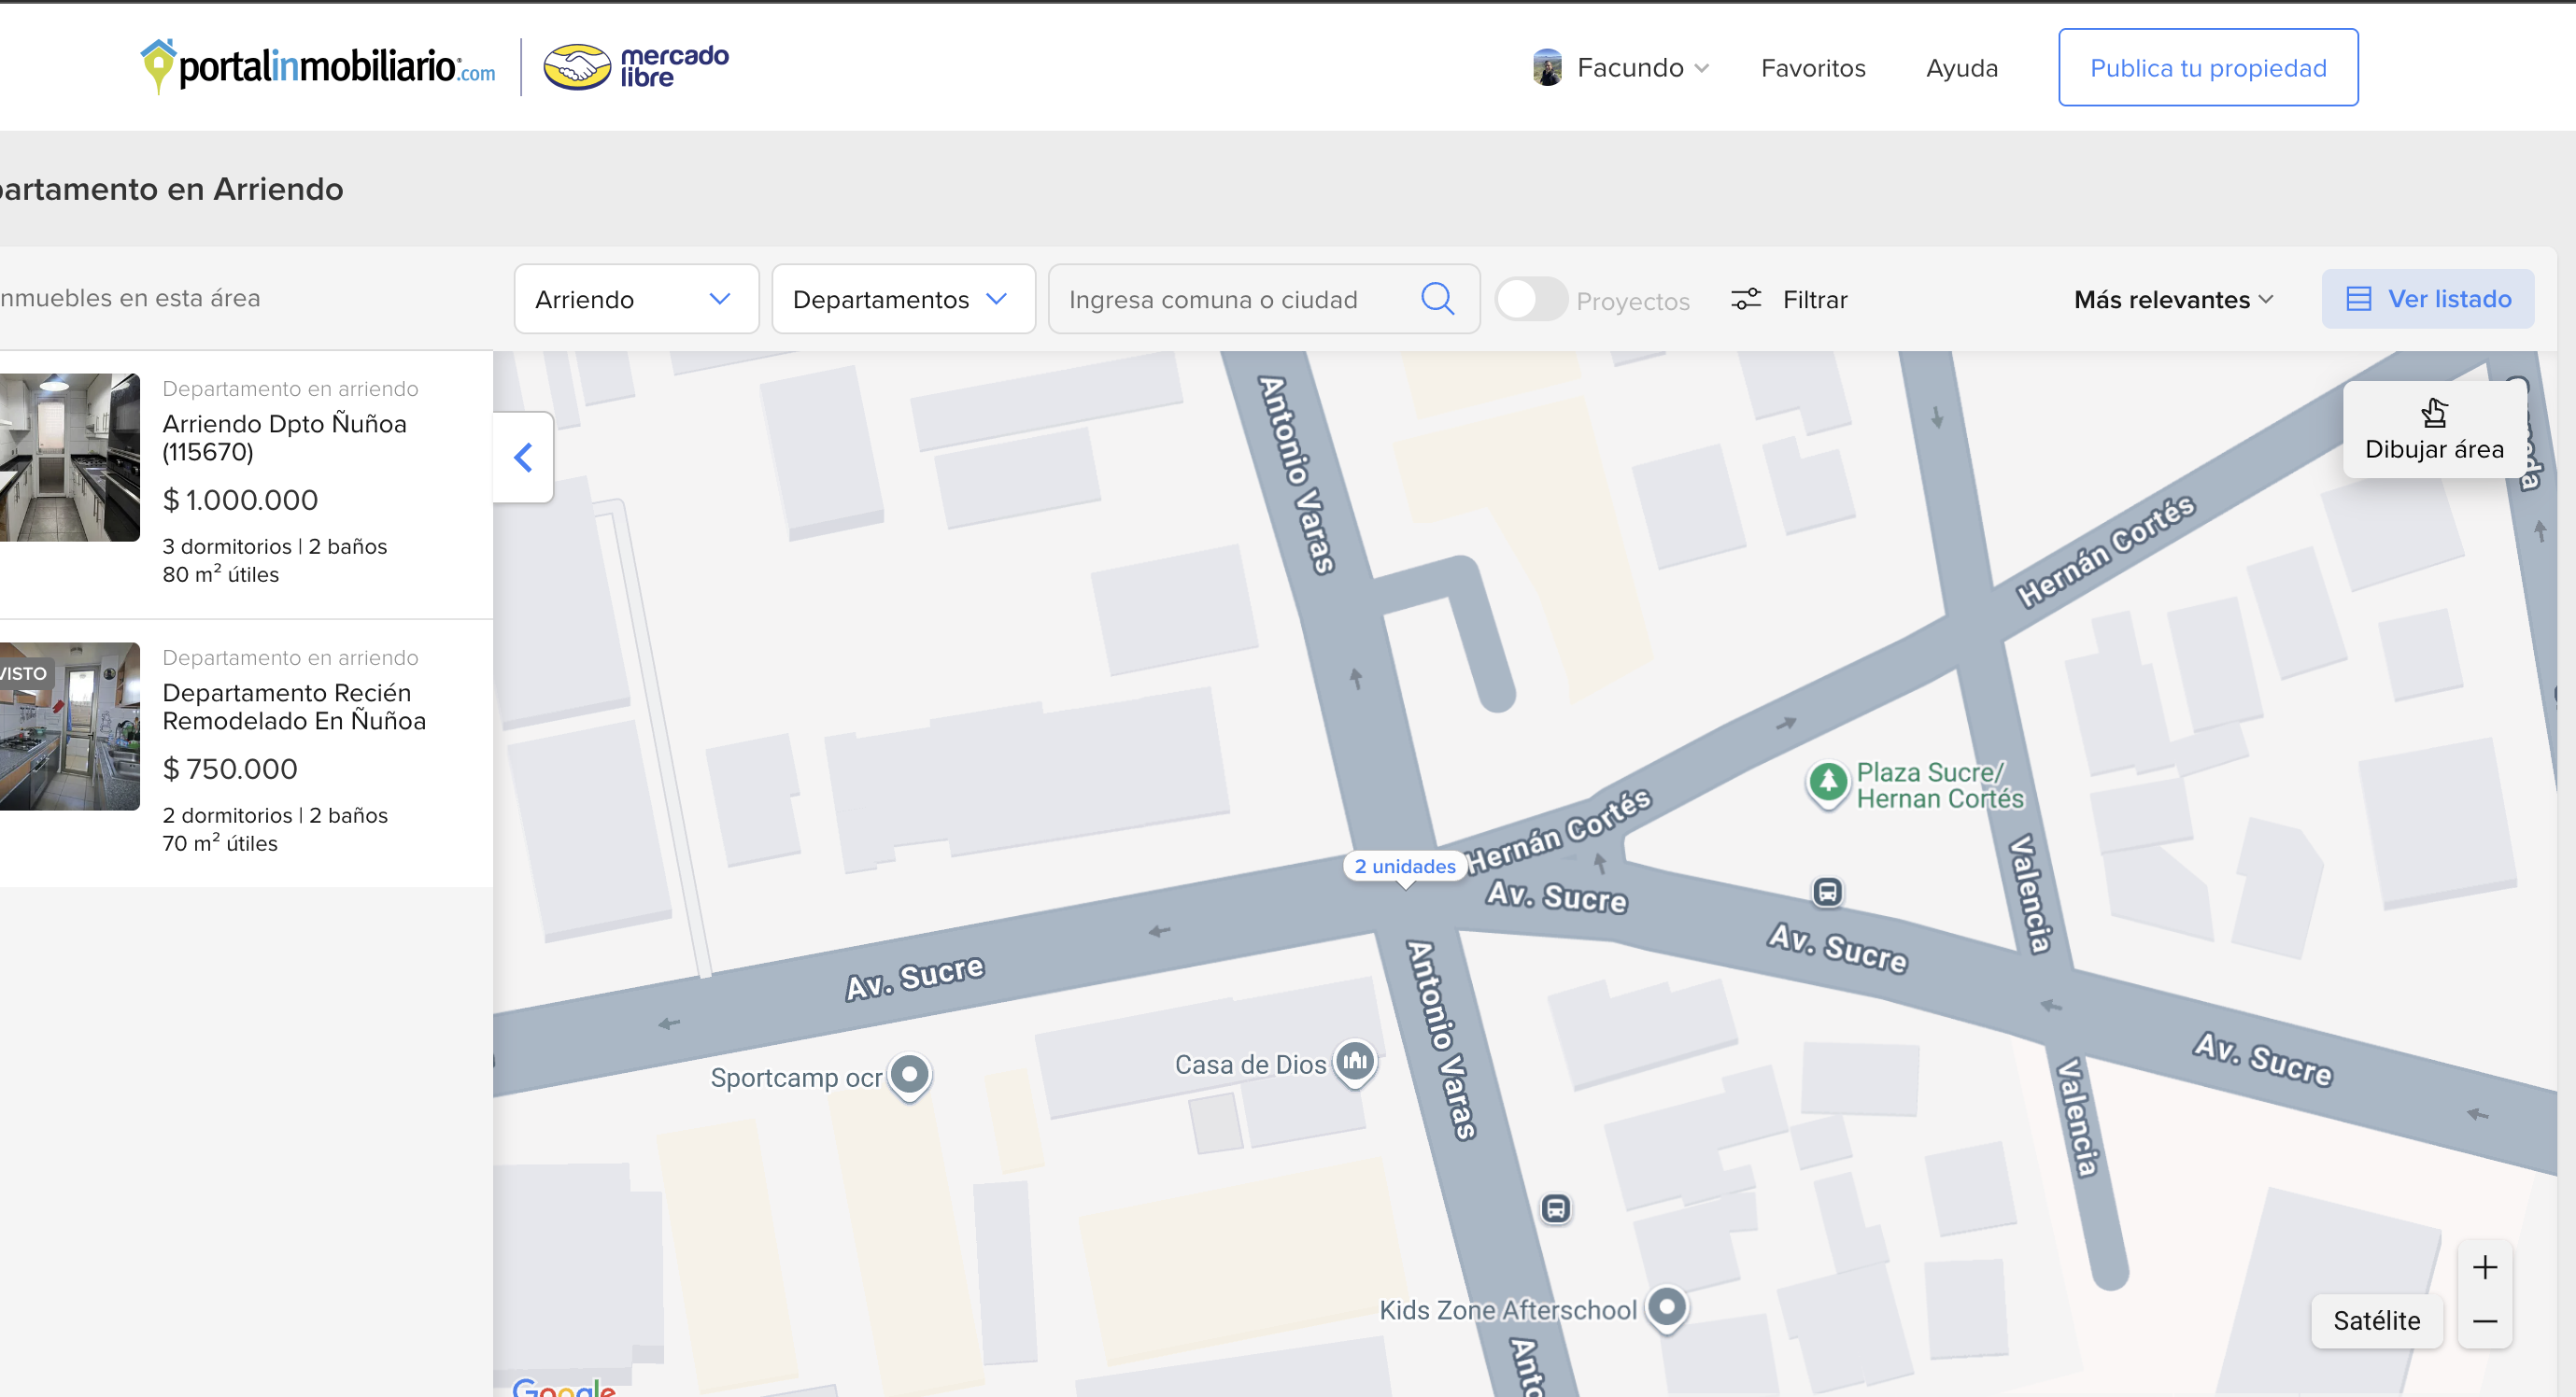 portalinmobiliario.com
mercado
libre
Facundo
Favoritos
Ayuda
Publica tu propiedad
partamento en Arriendo
nmuebles en esta área
Arriendo
Departamentos
Ingresa comuna o ciudad
Proyectos
Filtrar
Más relevantes
Ver listado
Departamento en arriendo
Arriendo Dpto Ñuñoa
(115670)
$ 1.000.000
3 dormitorios | 2 baños
80 m² útiles
VISTO
Departamento en arriendo
Departamento Recién
Remodelado En Ñuñoa
$ 750.000
2 dormitorios | 2 baños
70 m² útiles
Dibujar área
Antonio Varas
Hernán Cortés
Plaza Sucre/
Hernan Cortés
Hernán Cortés
2 unidades
Av. Sucre
Valencia
Av. Sucre
Av. Sucre
Antonio Varas
Av. Sucre
Casa de Dios
Sportcamp ocr
Valencia
Kids Zone Afterschool
Anto
Satélite
Google